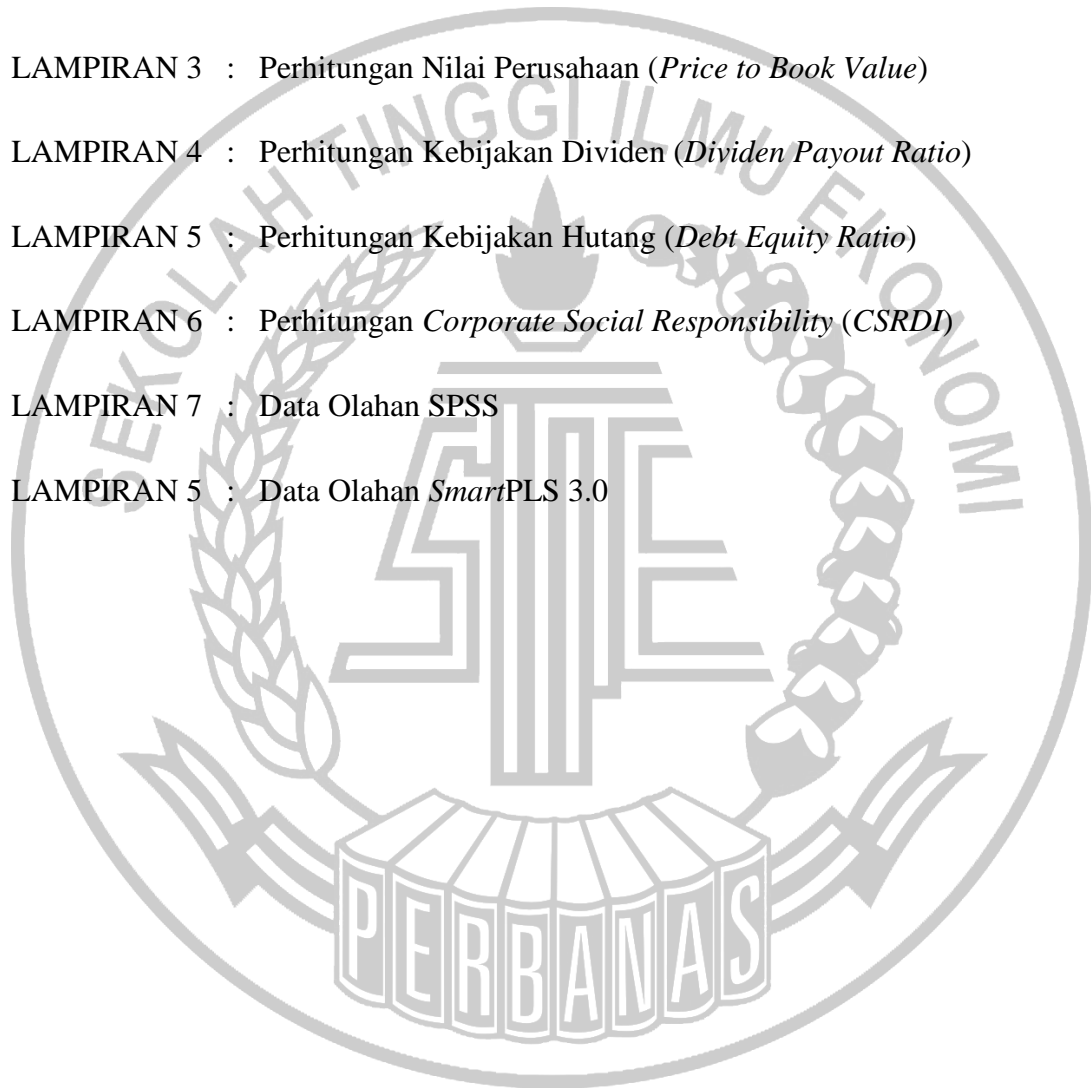 LAMPIRAN 3 : Perhitungan Nilai Perusahaan (Price to Book Value)
LAMPIRAN 4 : Perhitungan Kebijakan Dividen (Dividen Payout Ratio)
LAMPIRAN 5 : Perhitungan Kebijakan Hutang (Debt Equity Ratio)
LAMPIRAN 6 : Perhitungan Corporate Social Responsibility (CSRDI)
LAMPIRAN 7 : Data Olahan SPSS
LAMPIRAN 5 : Data Olahan SmartPLS 3.0
SEKOLAH TINGGI ILMU EKONOMI
STIE
PERBANAS